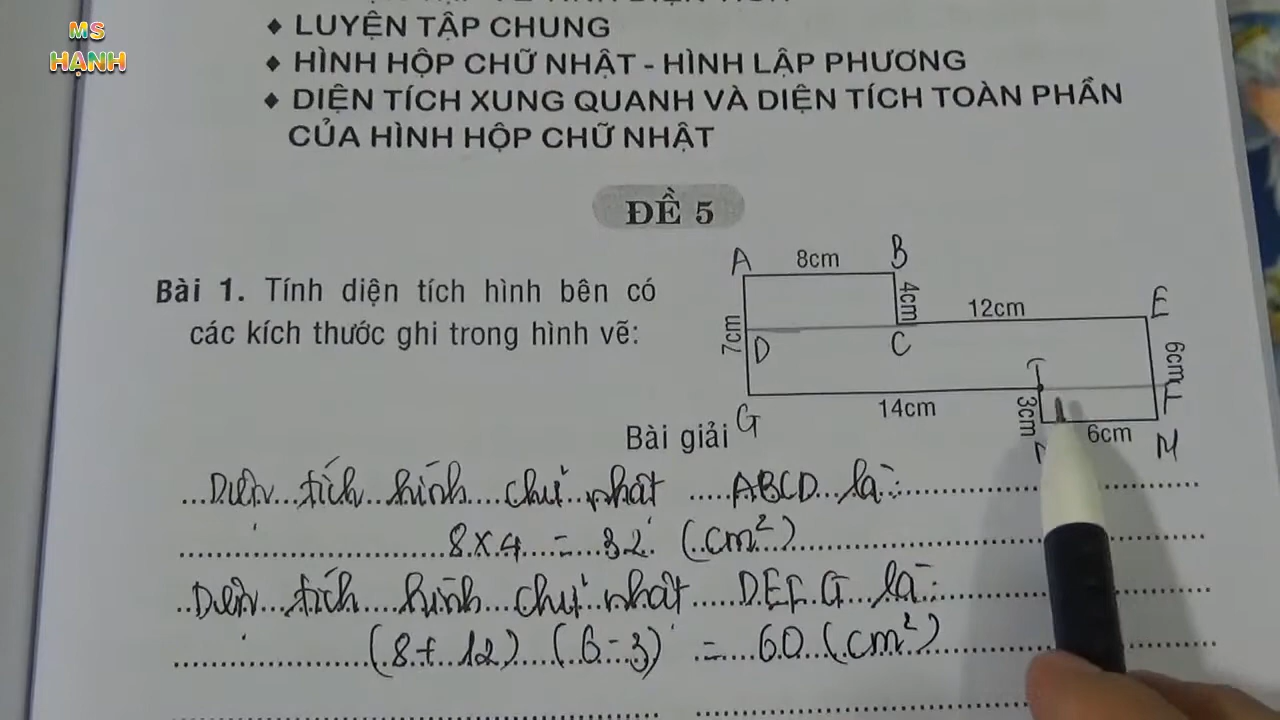 MS
HẠNH
◆ LUYỆN TẬP CHUNG
◆ HÌNH HỘP CHỮ NHẬT - HÌNH LẬP PHƯƠNG
◆ DIỆN TÍCH XUNG QUANH VÀ DIỆN TÍCH TOÀN PHẦN
CỦA HÌNH HỘP CHỮ NHẬT
ĐỀ 5
Bài 1. Tính diện tích hình bên có
các kích thước ghi trong hình vẽ:
A 8cm B
4cm
12cm E
7cm
D C
6cm
G 14cm 3cm 6cm M
Bài giải
Diện tích hình chữ nhật ABCD là:
8 x 4 = 32 (cm²)
Diện tích hình chữ nhật DEIG là:
(8 + 12) (6 - 3) = 60 (cm²)